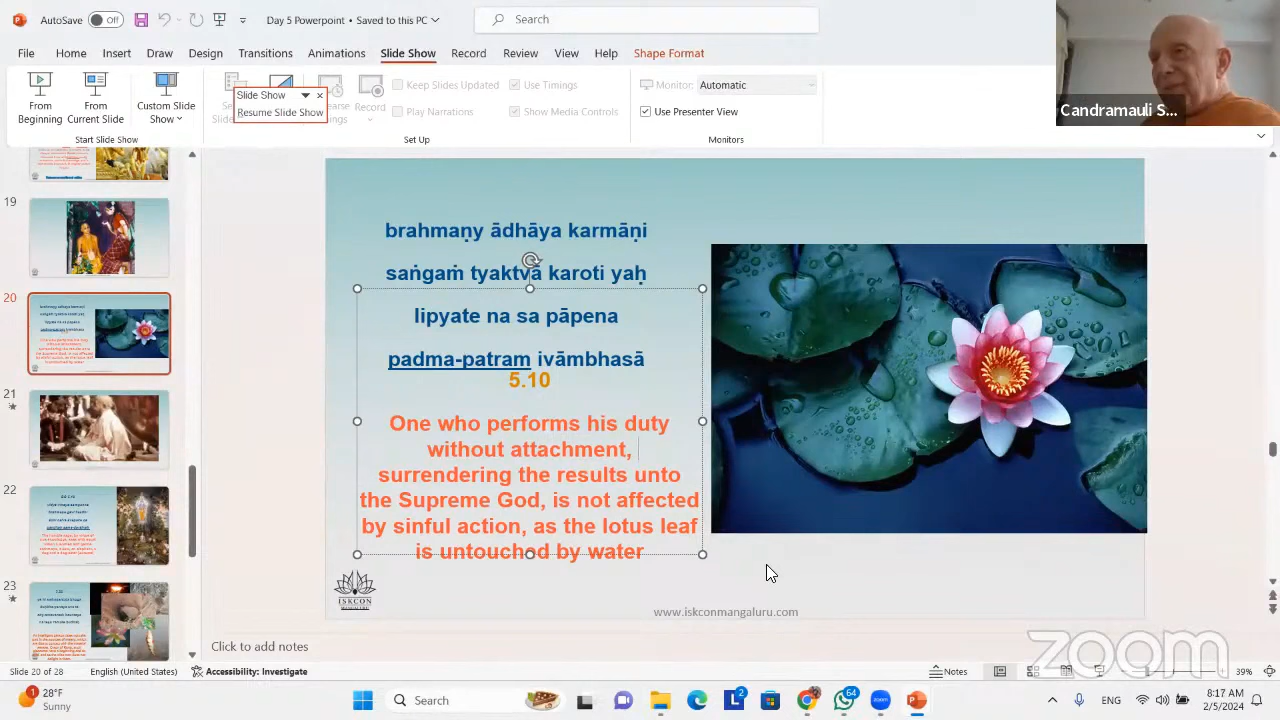 AutoSave Off Day 5 Powerpoint • Saved to this PC Search
File Home Insert Draw Design Transitions Animations Slide Show Record Review View Help Shape Format
From Beginning
From Current Slide
Custom Slide Show
Slide Show
Resume Slide Show
Record
Keep Slides Updated
Play Narrations
Use Timings
Show Media Controls
Monitor: Automatic
Use Presenter View
Start Slide Show
Set Up
Monitors
Candramauli S...
19
20
21
22
23
brahmaṇy ādhāya karmāṇi
saṅgaṁ tyaktvā karoti yaḥ
lipyate na sa pāpena
padma-patram ivāmbhasā
5.10
One who performs his duty
without attachment,
surrendering the results unto
the Supreme God, is not affected
by sinful action, as the lotus leaf
is untouched by water
ISKCON
www.iskconmangaluru.com
Click to add notes
zoom
Slide 20 of 28 English (United States) Accessibility: Investigate Notes 39%
28°F
Sunny
Search
2
64
8:17 AM
2/5/2024